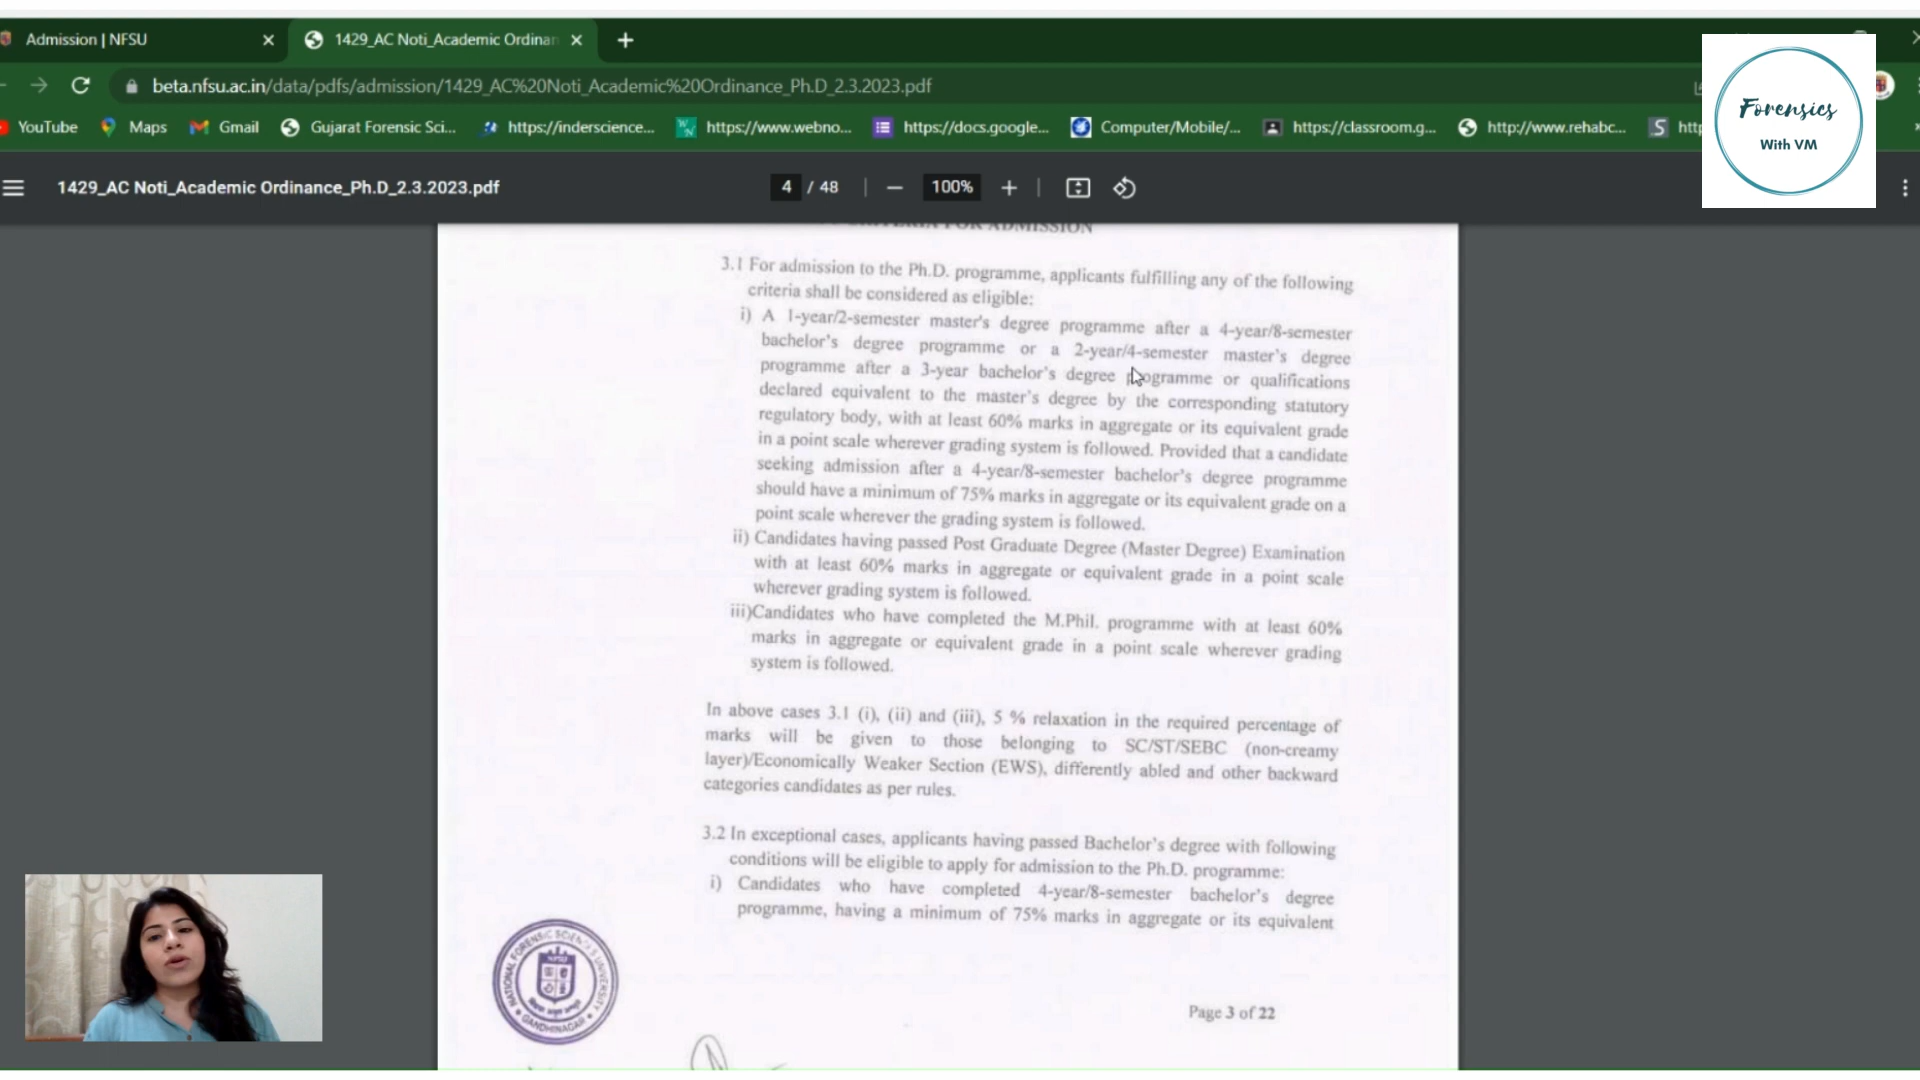 Admission | NFSU
1429_AC Noti_Academic Ordinan
beta.nfsu.ac.in/data/pdfs/admission/1429_AC%20Noti_Academic%20Ordinance_Ph.D_2.3.2023.pdf
YouTube Maps Gmail Gujarat Forensic Sci... https://inderscience... https://www.webno... https://docs.google... Computer/Mobile/... https://classroom.g... http://www.rehabc... http
Forensics
With VM
1429_AC Noti_Academic Ordinance_Ph.D_2.3.2023.pdf 4 / 48 100%
CRITERIA FOR ADMISSION
3.1 For admission to the Ph.D. programme, applicants fulfilling any of the following
criteria shall be considered as eligible:
i) A 1-year/2-semester master's degree programme after a 4-year/8-semester
bachelor's degree programme or a 2-year/4-semester master's degree
programme after a 3-year bachelor's degree programme or qualifications
declared equivalent to the master's degree by the corresponding statutory
regulatory body, with at least 60% marks in aggregate or its equivalent grade
in a point scale wherever grading system is followed. Provided that a candidate
seeking admission after a 4-year/8-semester bachelor's degree programme
should have a minimum of 75% marks in aggregate or its equivalent grade on a
point scale wherever the grading system is followed.
ii) Candidates having passed Post Graduate Degree (Master Degree) Examination
with at least 60% marks in aggregate or equivalent grade in a point scale
wherever grading system is followed.
iii)Candidates who have completed the M.Phil. programme with at least 60%
marks in aggregate or equivalent grade in a point scale wherever grading
system is followed.
In above cases 3.1 (i), (ii) and (iii), 5 % relaxation in the required percentage of
marks will be given to those belonging to SC/ST/SEBC (non-creamy
layer)/Economically Weaker Section (EWS), differently abled and other backward
categories candidates as per rules.
3.2 In exceptional cases, applicants having passed Bachelor's degree with following
conditions will be eligible to apply for admission to the Ph.D. programme:
i) Candidates who have completed 4-year/8-semester bachelor's degree
programme, having a minimum of 75% marks in aggregate or its equivalent
NATIONAL FORENSIC SCIENCES UNIVERSITY
NFSU
GANDHINAGAR
Page 3 of 22